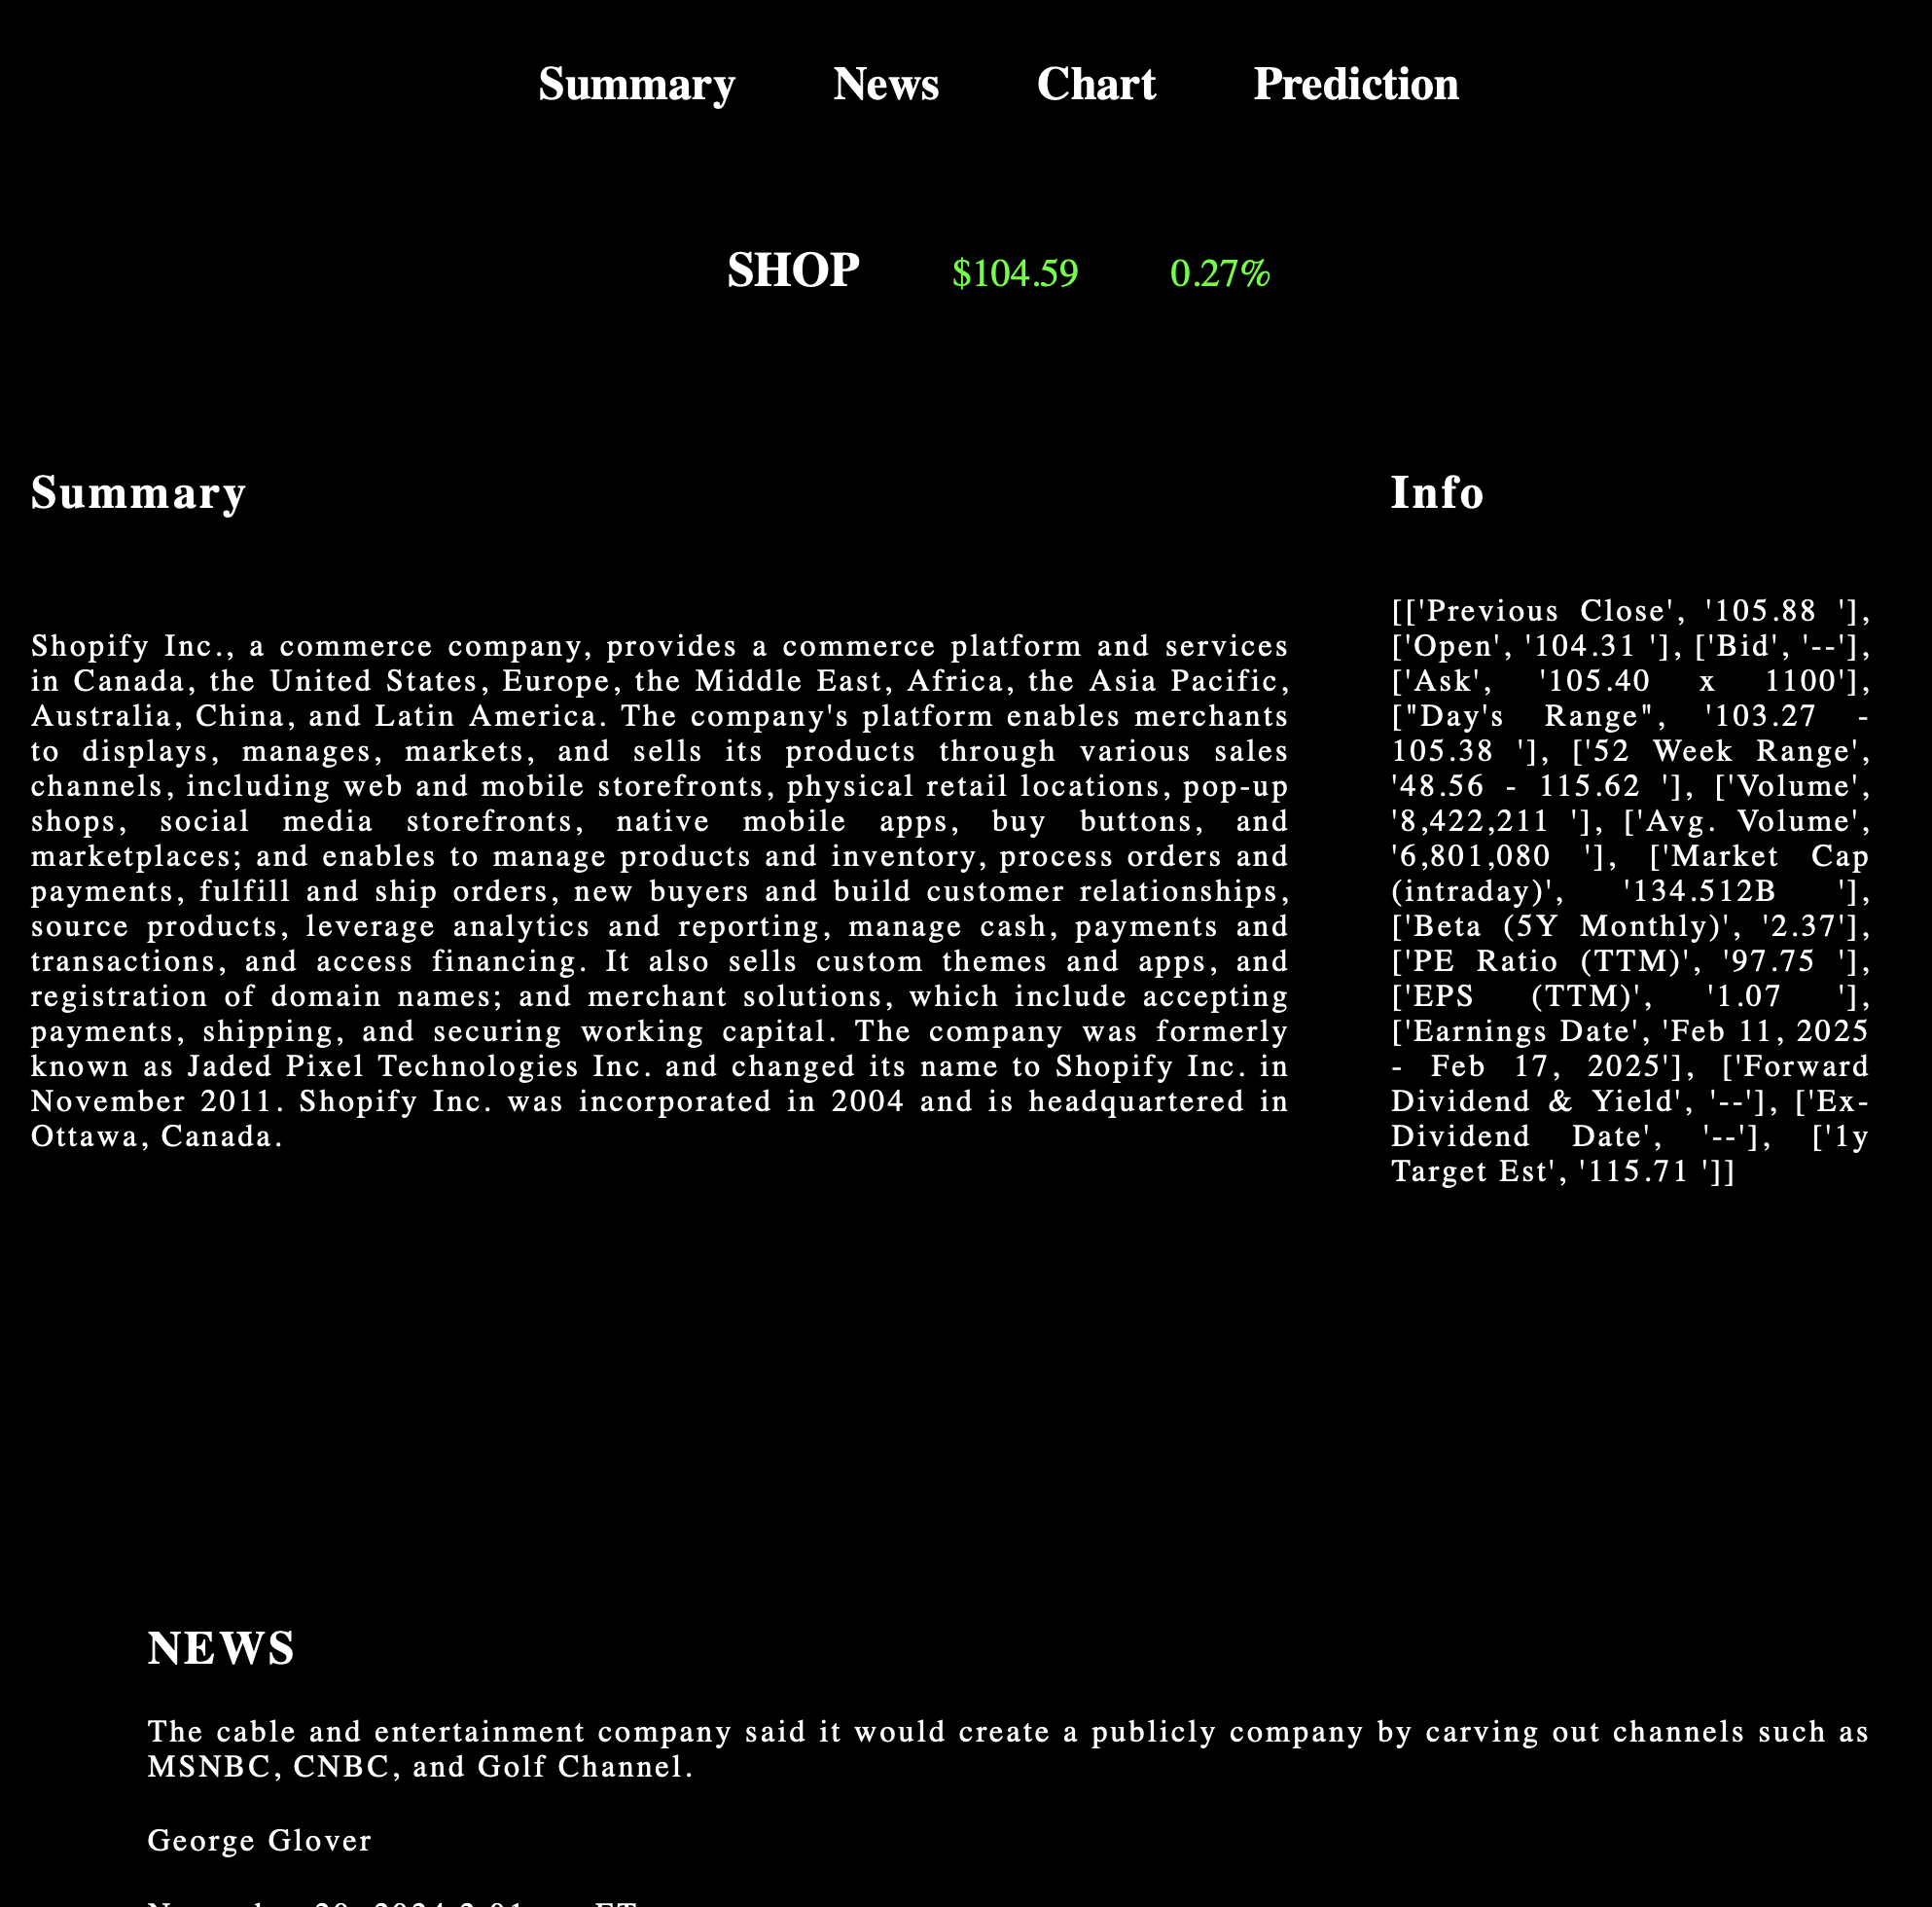 Summary News Chart Prediction
SHOP $104.59 0.27%
Summary
Shopify Inc., a commerce company, provides a commerce platform and services
in Canada, the United States, Europe, the Middle East, Africa, the Asia Pacific,
Australia, China, and Latin America. The company's platform enables merchants
to displays, manages, markets, and sells its products through various sales
channels, including web and mobile storefronts, physical retail locations, pop-up
shops, social media storefronts, native mobile apps, buy buttons, and
marketplaces; and enables to manage products and inventory, process orders and
payments, fulfill and ship orders, new buyers and build customer relationships,
source products, leverage analytics and reporting, manage cash, payments and
transactions, and access financing. It also sells custom themes and apps, and
registration of domain names; and merchant solutions, which include accepting
payments, shipping, and securing working capital. The company was formerly
known as Jaded Pixel Technologies Inc. and changed its name to Shopify Inc. in
November 2011. Shopify Inc. was incorporated in 2004 and is headquartered in
Ottawa, Canada.
Info
[['Previous Close', '105.88 '],
['Open', '104.31 '], ['Bid', '--'],
['Ask', '105.40 x 1100'],
["Day's Range", '103.27 -
105.38 '], ['52 Week Range',
'48.56 - 115.62 '], ['Volume',
'8,422,211 '], ['Avg. Volume',
'6,801,080 '], ['Market Cap
(intraday)', '134.512B '],
['Beta (5Y Monthly)', '2.37'],
['PE Ratio (TTM)', '97.75 '],
['EPS (TTM)', '1.07 '],
['Earnings Date', 'Feb 11, 2025
- Feb 17, 2025'], ['Forward
Dividend & Yield', '--'], ['Ex-
Dividend Date', '--'], ['1y
Target Est', '115.71 ']]
NEWS
The cable and entertainment company said it would create a publicly company by carving out channels such as
MSNBC, CNBC, and Golf Channel.
George Glover